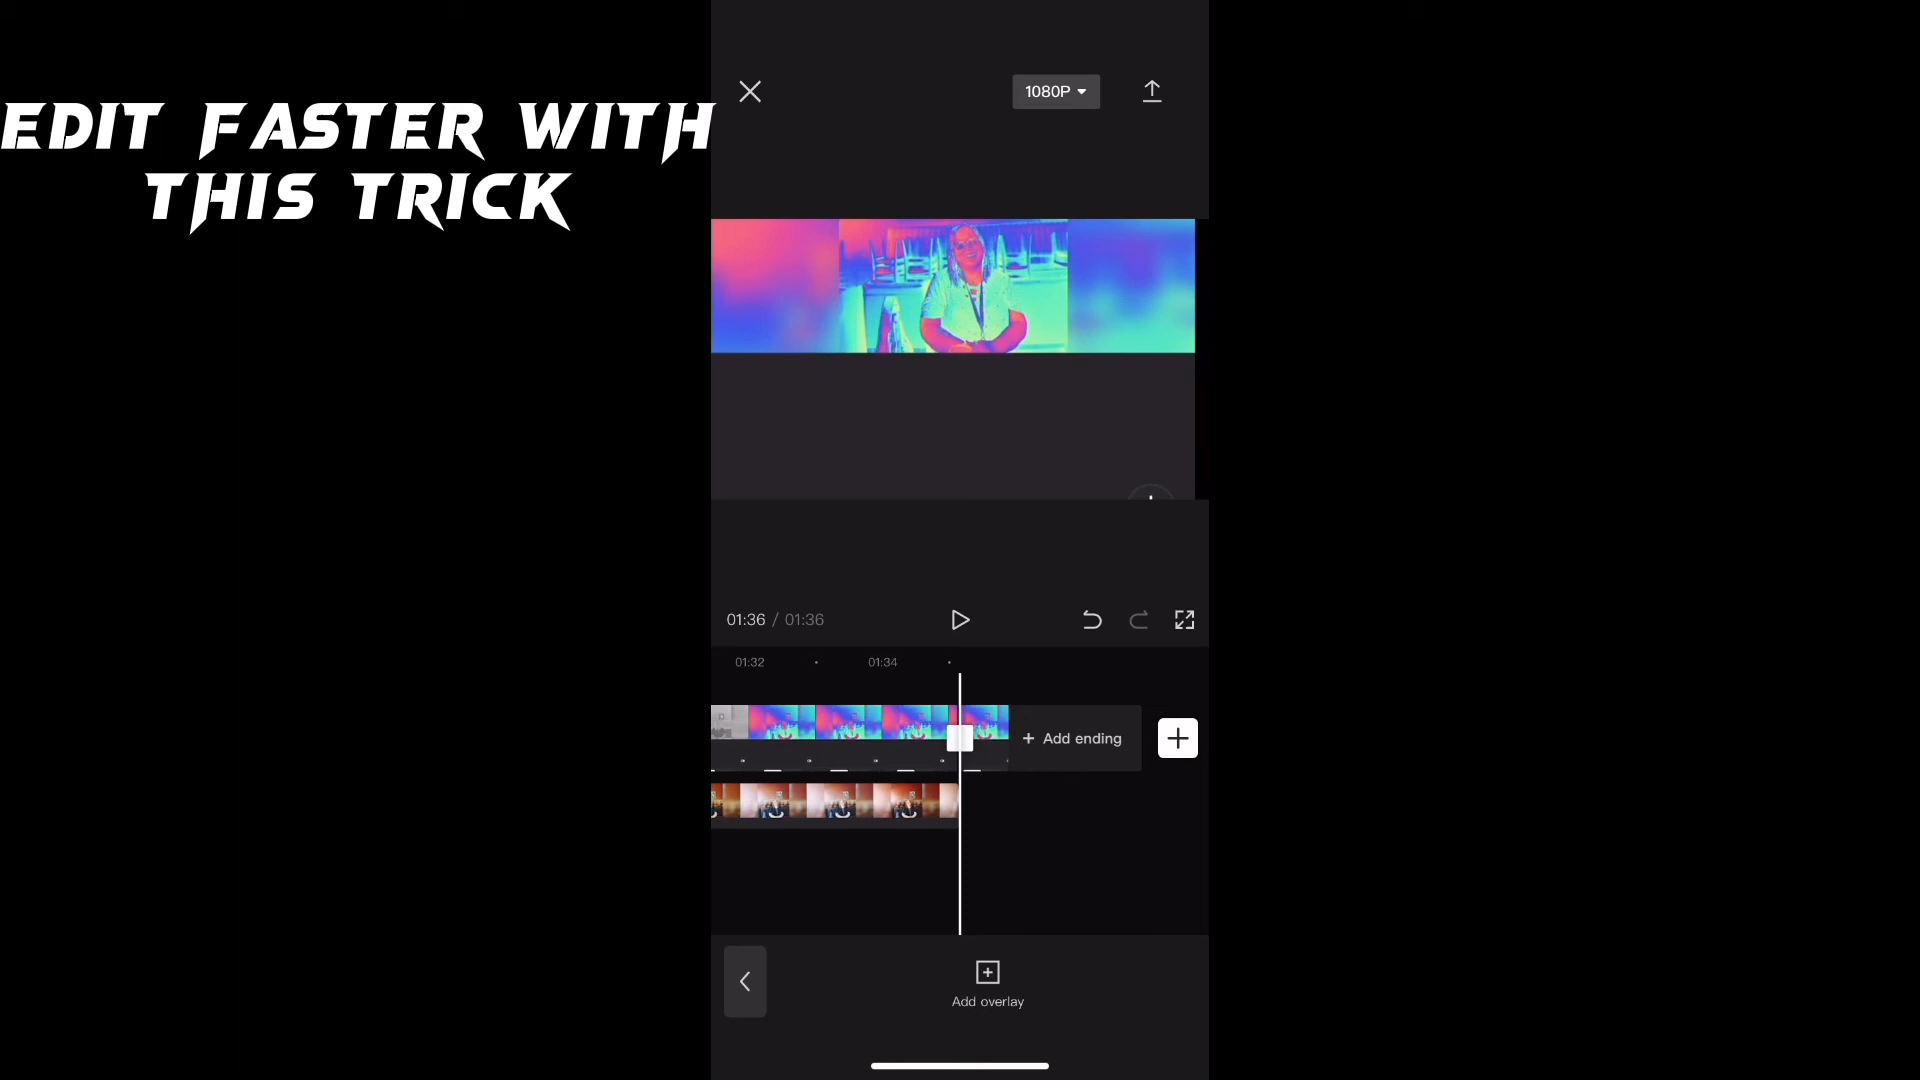 EDIT FASTER WITH
THIS TRICK
1080P
01:36 / 01:36
01:32
01:34
+ Add ending
Add overlay